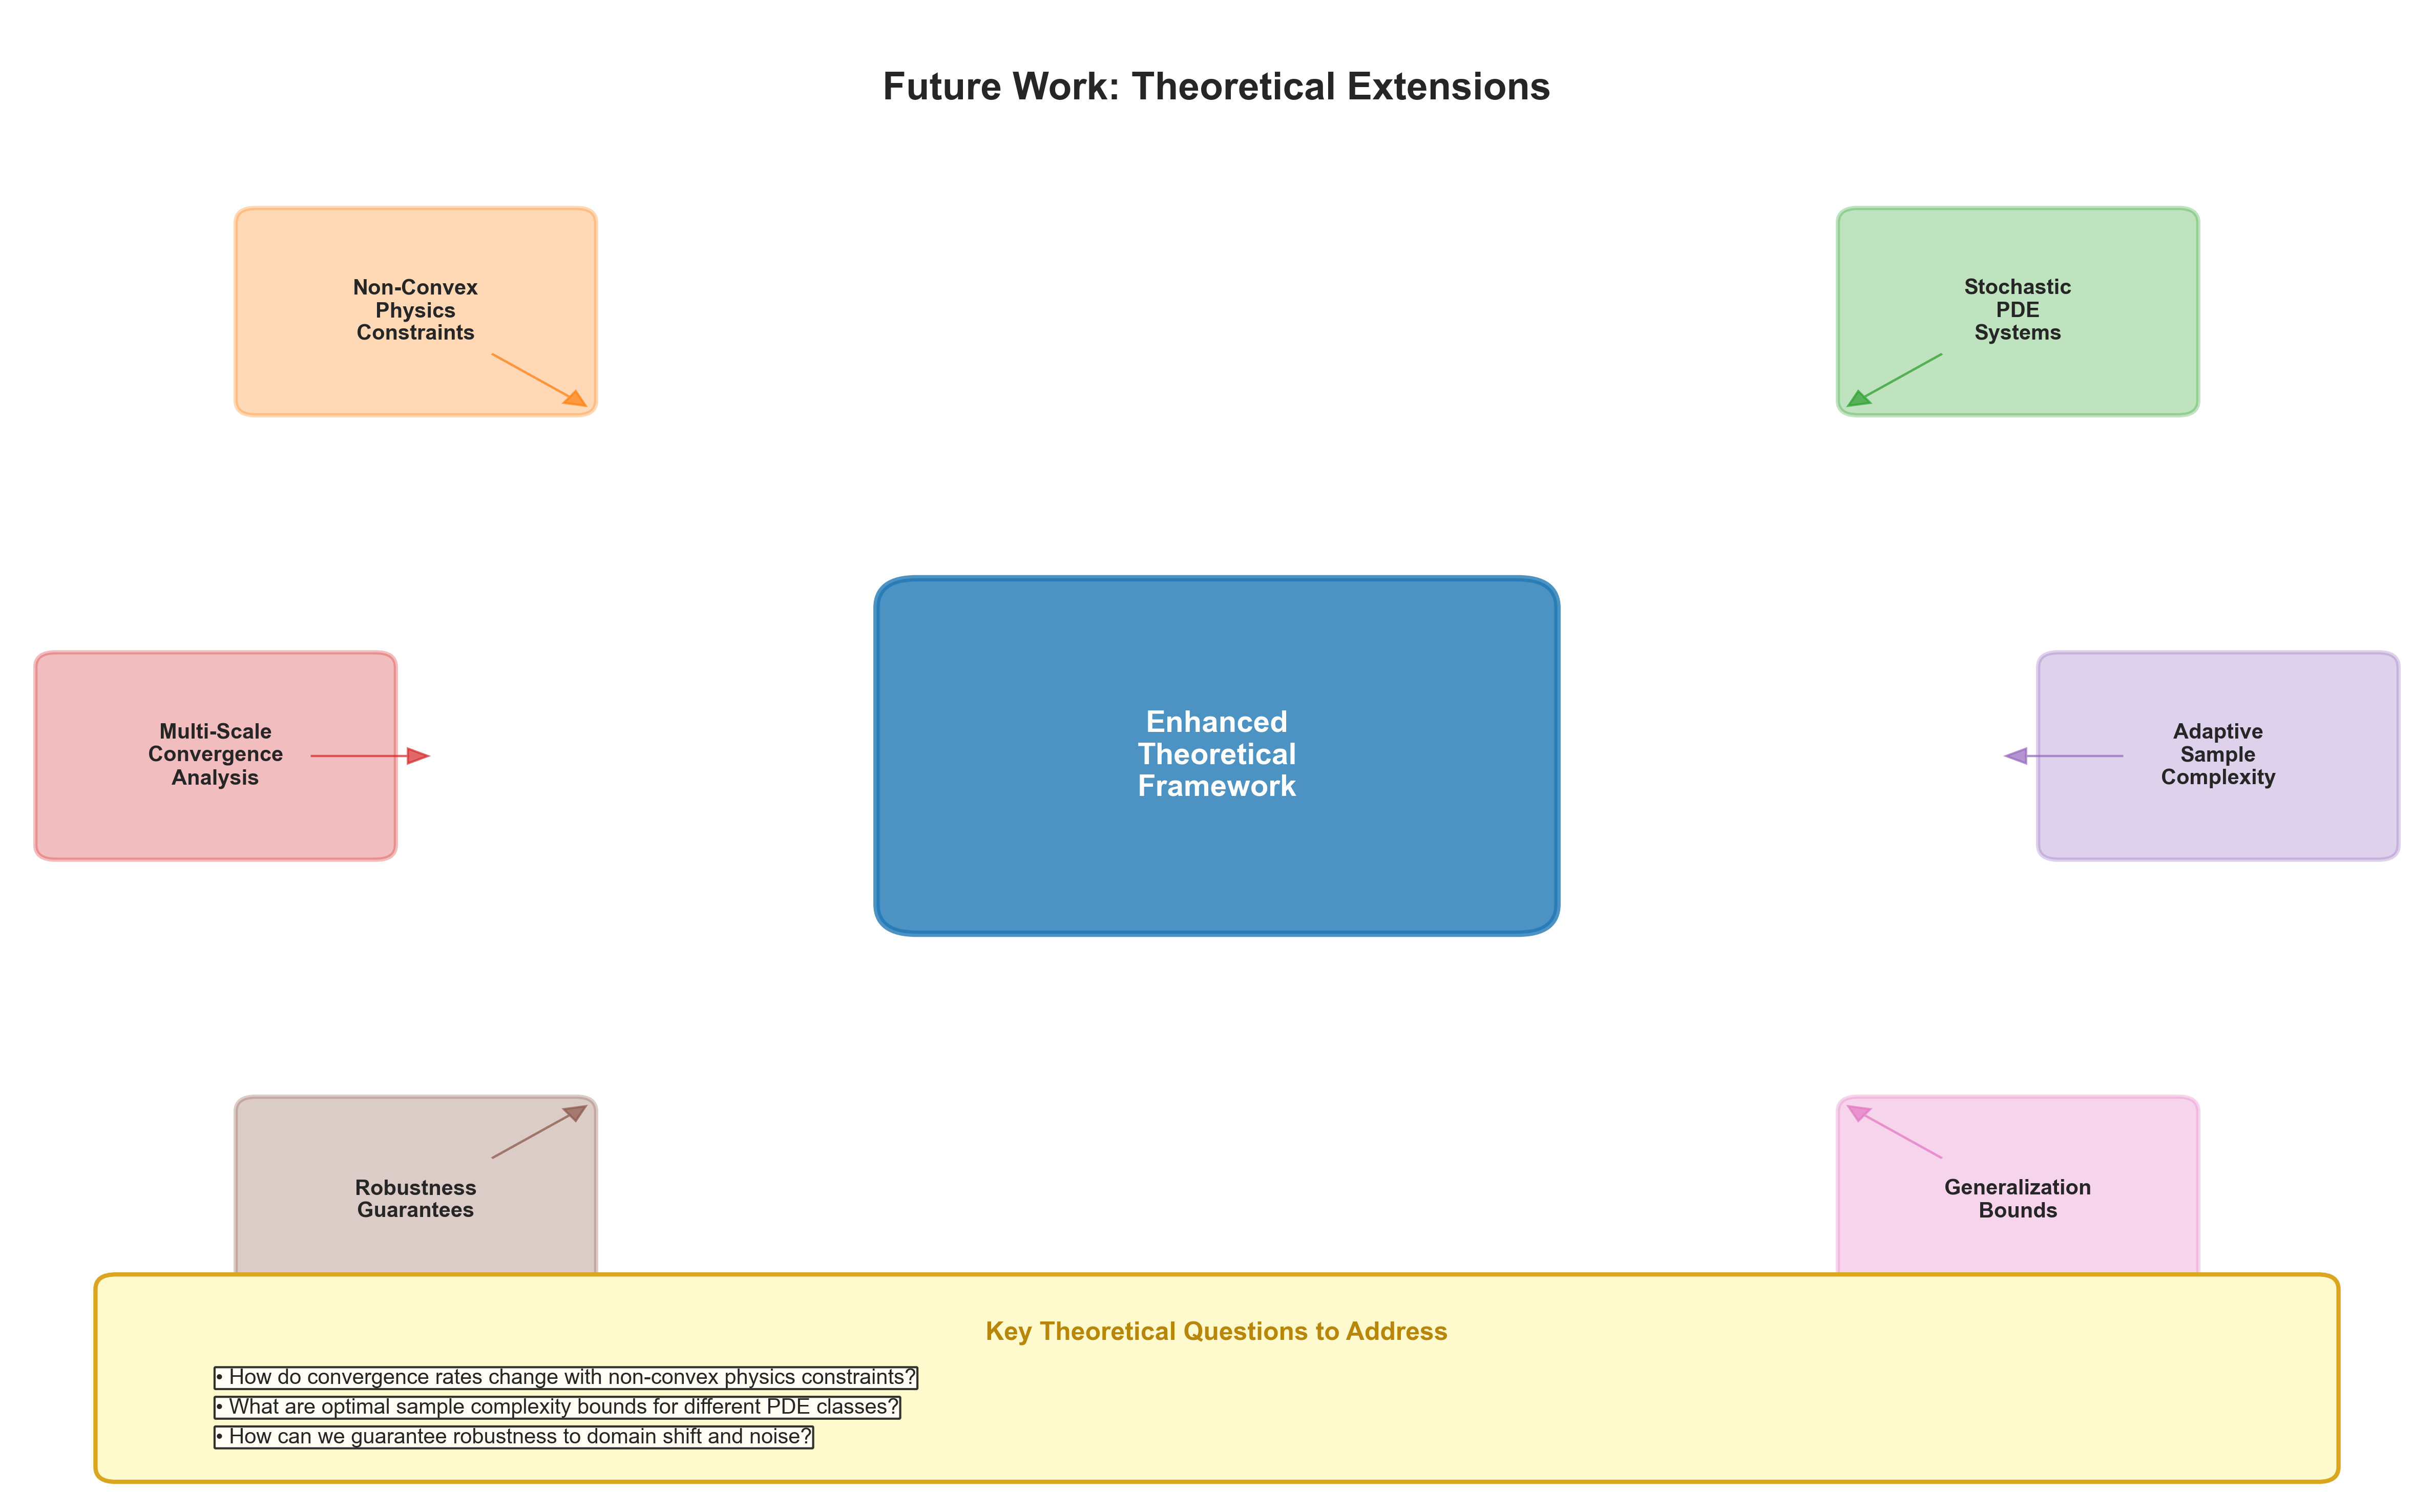 Future Work: Theoretical Extensions
Non-Convex
Physics
Constraints
Stochastic
PDE
Systems
Multi-Scale
Convergence
Analysis
Enhanced
Theoretical
Framework
Adaptive
Sample
Complexity
Robustness
Guarantees
Generalization
Bounds
Key Theoretical Questions to Address
• How do convergence rates change with non-convex physics constraints?
• What are optimal sample complexity bounds for different PDE classes?
• How can we guarantee robustness to domain shift and noise?